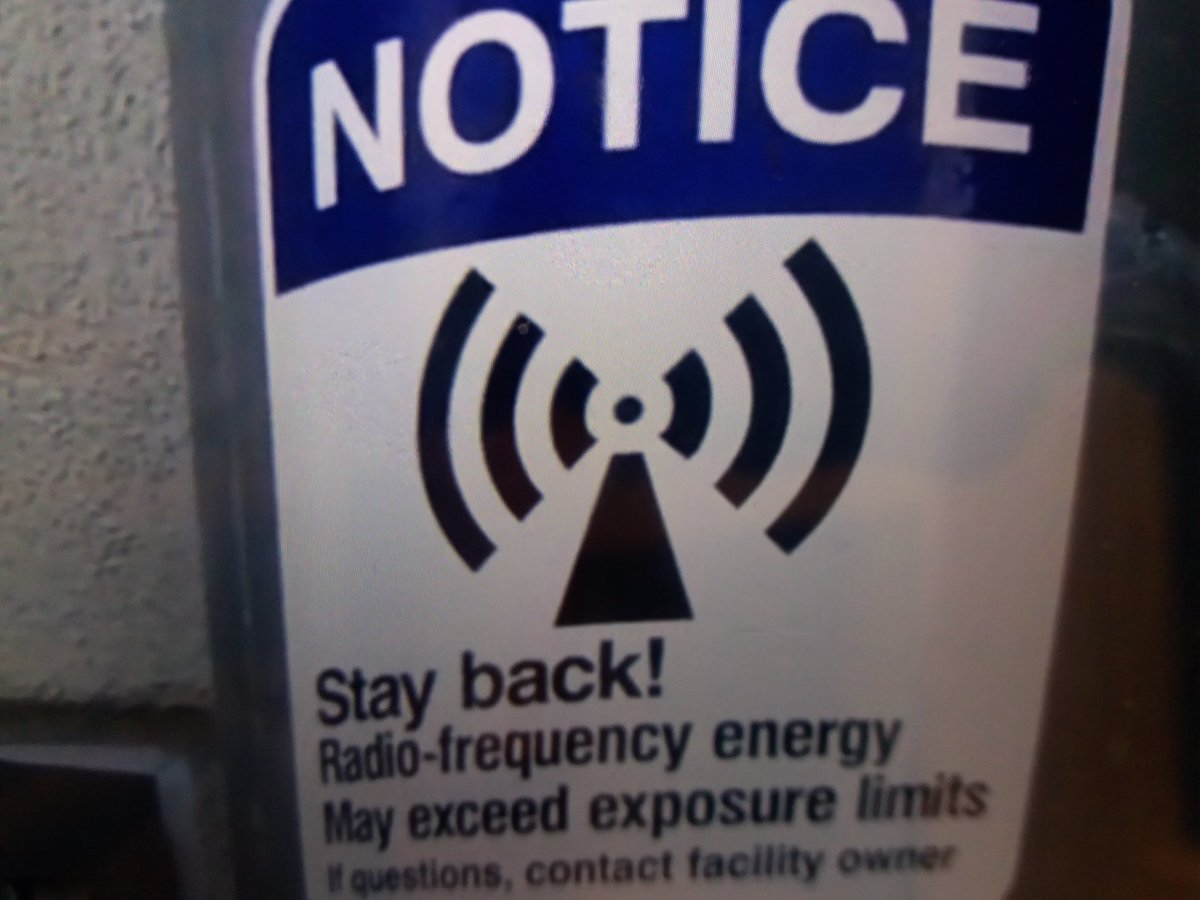 NOTICE
Stay back!
Radio-frequency energy
May exceed exposure limits
If questions, contact facility owner